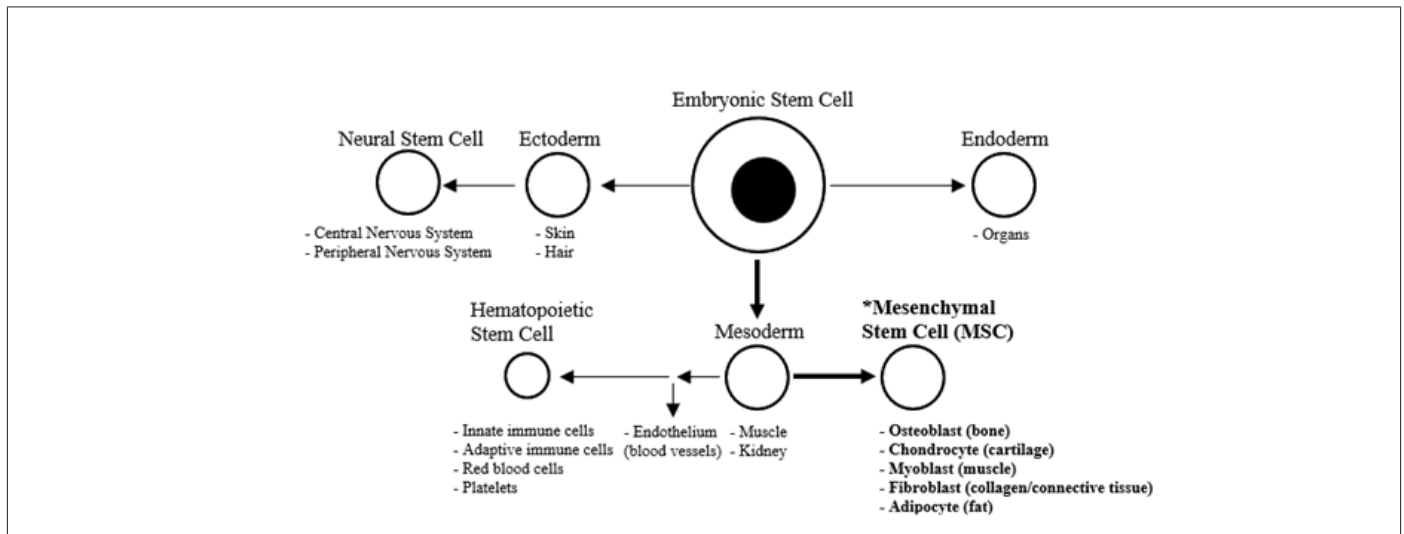 Embryonic Stem Cell
Neural Stem Cell
Ectoderm
Endoderm
- Central Nervous System
- Peripheral Nervous System
- Skin
- Hair
- Organs
Hematopoietic
Stem Cell
Mesoderm
*Mesenchymal
Stem Cell (MSC)
- Innate immune cells
- Adaptive immune cells
- Red blood cells
- Platelets
- Endothelium
(blood vessels)
- Muscle
- Kidney
- Osteoblast (bone)
- Chondrocyte (cartilage)
- Myoblast (muscle)
- Fibroblast (collagen/connective tissue)
- Adipocyte (fat)